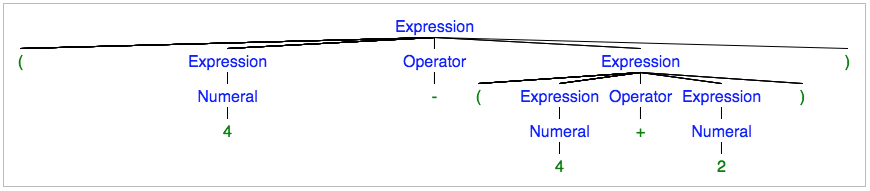 Expression
( Expression Operator Expression )
Numeral - ( Expression Operator Expression )
4 Numeral + Numeral
4 2